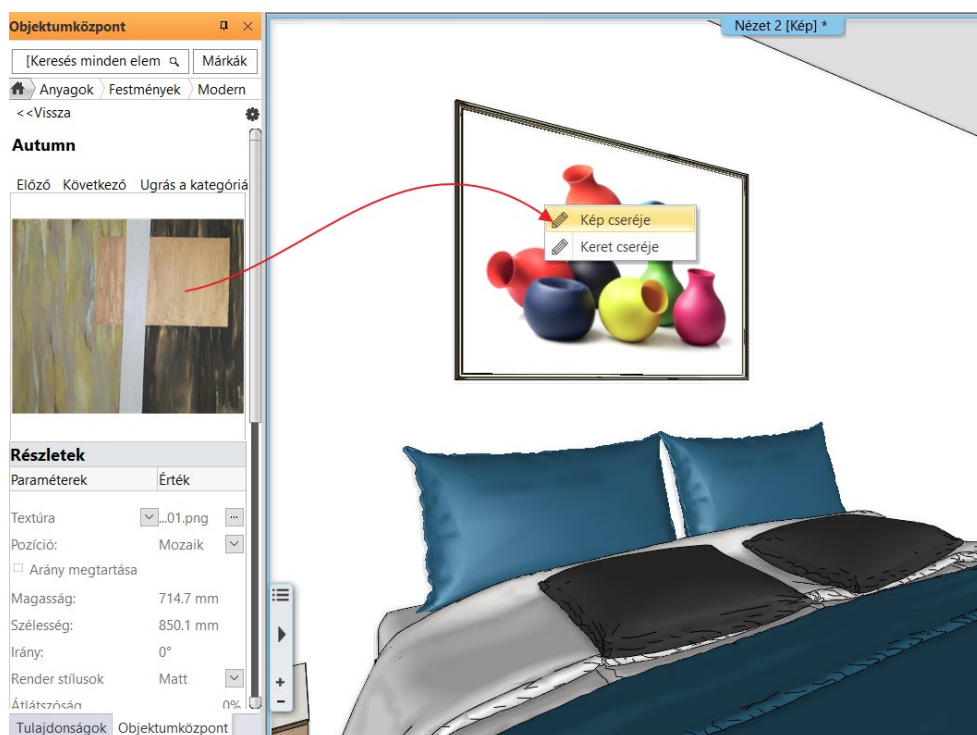 Objektumközpont
Nézet 2 [Kép] *
[Keresés minden elem
Márkák
Anyagok Festmények Modern
<<Vissza
Autumn
Előző Következő Ugrás a kategóriá
Kép cseréje
Keret cseréje
Részletek
Paraméterek Érték
Textúra ...01.png ...
Pozíció: Mozaik
Arány megtartása
Magasság: 714.7 mm
Szélesség: 850.1 mm
Irány: 0°
Render stílusok Matt
Átlátszóság 0%
Tulajdonságok Objektumközpont